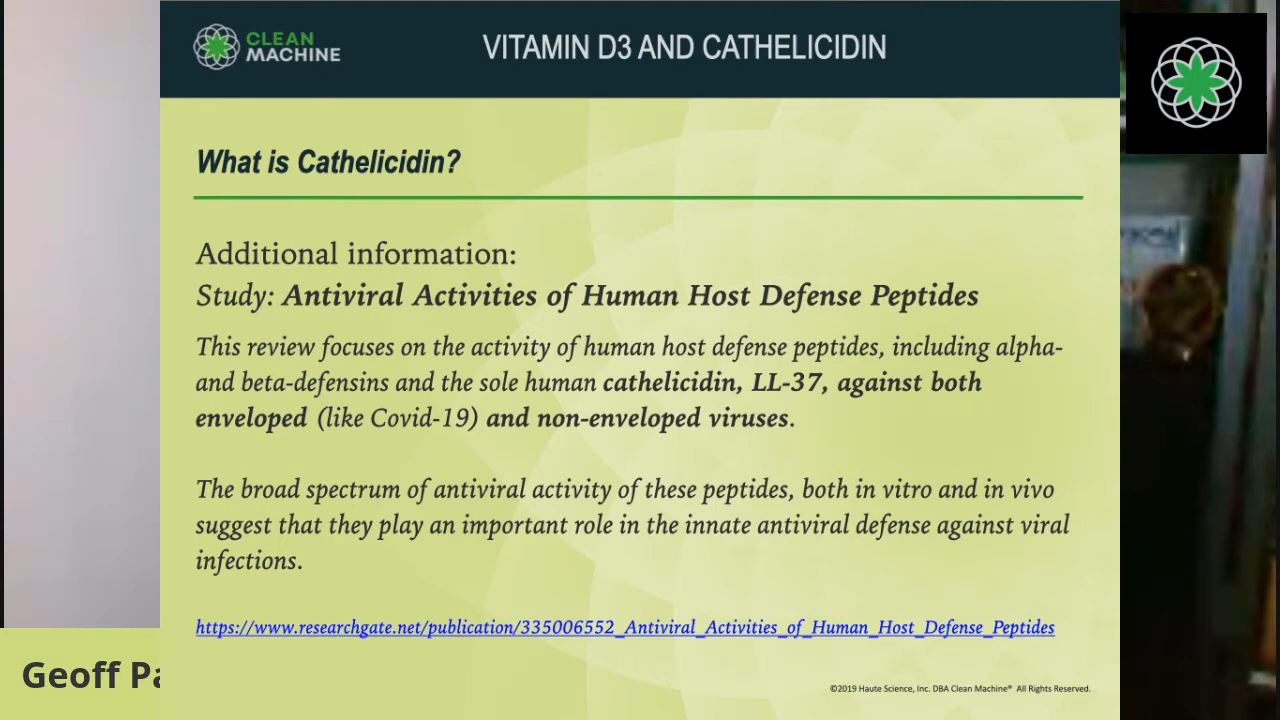 CLEAN
MACHINE
VITAMIN D3 AND CATHELICIDIN
What is Cathelicidin?
Additional information:
Study: Antiviral Activities of Human Host Defense Peptides
This review focuses on the activity of human host defense peptides, including alpha-
and beta-defensins and the sole human cathelicidin, LL-37, against both
enveloped (like Covid-19) and non-enveloped viruses.
The broad spectrum of antiviral activity of these peptides, both in vitro and in vivo
suggest that they play an important role in the innate antiviral defense against viral
infections.
https://www.researchgate.net/publication/335006552_Antiviral_Activities_of_Human_Host_Defense_Peptides
Geoff Pa
©2019 Haute Science, Inc. DBA Clean Machine® All Rights Reserved.